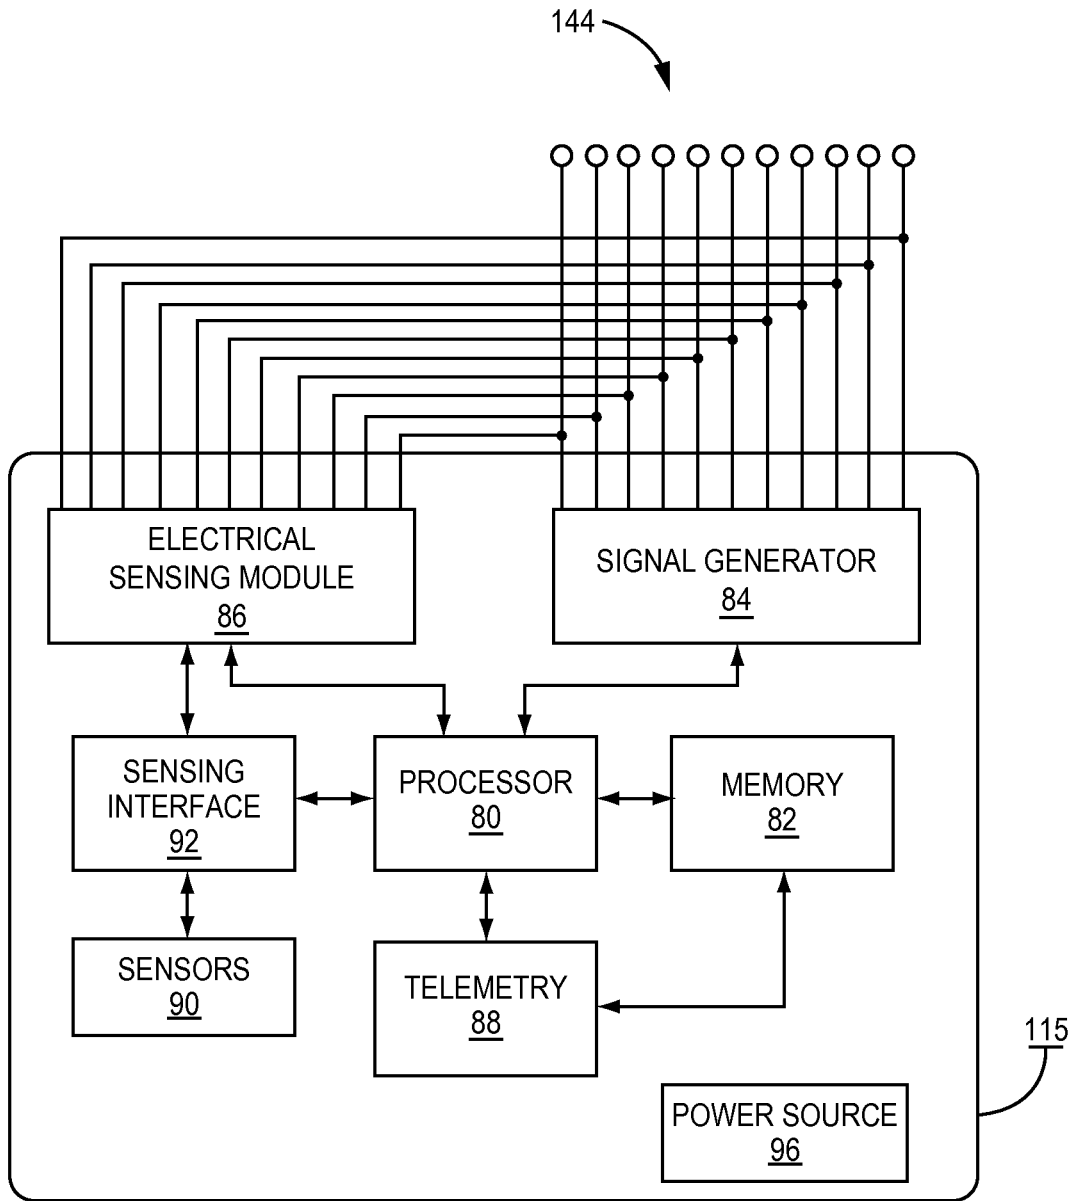 144
ELECTRICAL
SENSING MODULE
86
SIGNAL GENERATOR
84
SENSING
INTERFACE
92
PROCESSOR
80
MEMORY
82
SENSORS
90
TELEMETRY
88
115
POWER SOURCE
96